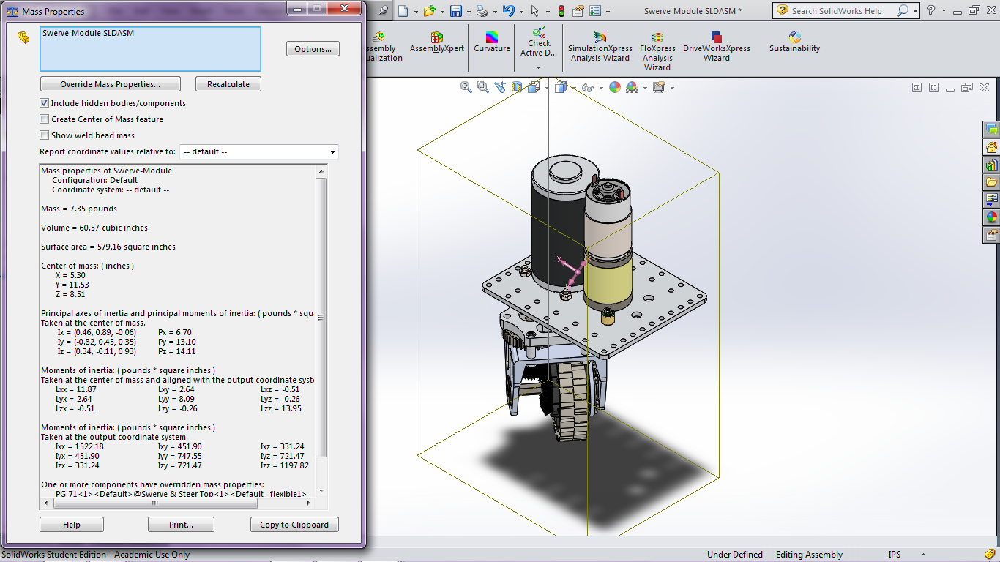 Mass Properties
Swerve-Module.SLDASM *
Search SolidWorks Help
Swerve-Module.SLDASM
Options...
Override Mass Properties...
Recalculate
Include hidden bodies/components
Create Center of Mass feature
Show weld bead mass
Report coordinate values relative to:
-- default --
Mass properties of Swerve-Module
Configuration: Default
Coordinate system: -- default --
Mass = 7.35 pounds
Volume = 60.57 cubic inches
Surface area = 579.16 square inches
Center of mass: ( inches )
X = 5.30
Y = 11.53
Z = 8.51
Principal axes of inertia and principal moments of inertia: ( pounds * squ
Taken at the center of mass.
Ix = (0.46, 0.89, -0.06) Px = 6.70
Iy = (-0.82, 0.45, 0.35) Py = 13.10
Iz = (0.34, -0.11, 0.93) Pz = 14.11
Moments of inertia: ( pounds * square inches )
Taken at the center of mass and aligned with the output coordinate syste
Lxx = 11.87 Lxy = 2.64 Lxz = -0.51
Lyx = 2.64 Lyy = 8.09 Lyz = -0.26
Lzx = -0.51 Lzy = -0.26 Lzz = 13.95
Moments of inertia: ( pounds * square inches )
Taken at the output coordinate system.
Ixx = 1522.18 Ixy = 451.90 Ixz = 331.24
Iyx = 451.90 Iyy = 747.55 Iyz = 721.47
Izx = 331.24 Izy = 721.47 Izz = 1197.82
One or more components have overridden mass properties:
PG-71<1><Default>@Swerve & Steer Top<1><Default_flexible1>
Help
Print...
Copy to Clipboard
ssembly
ualization
AssemblyXpert
Curvature
Check
Active D...
SimulationXpress
Analysis Wizard
FloXpress
Analysis
Wizard
DriveWorksXpress
Wizard
Sustainability
Iy
SolidWorks Student Edition - Academic Use Only
Under Defined
Editing Assembly
IPS